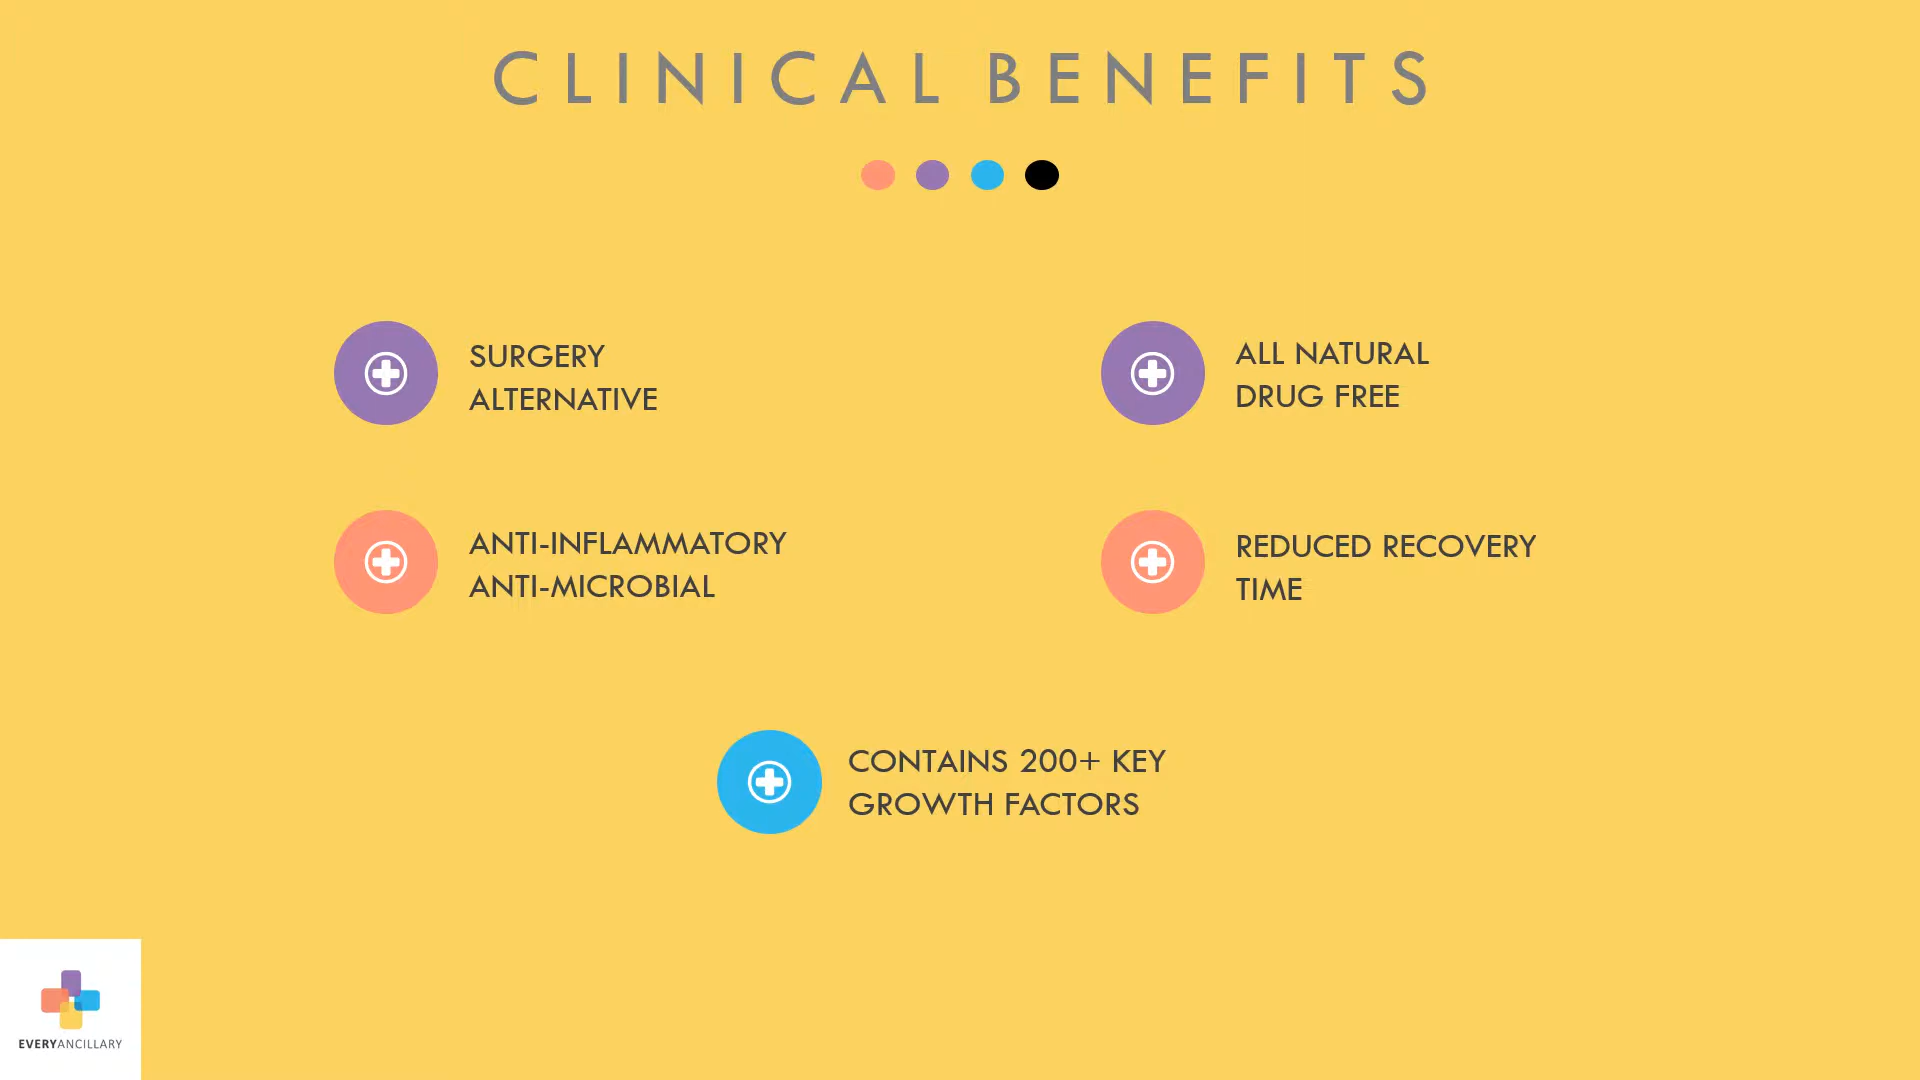 CLINICAL BENEFITS
SURGERY
ALTERNATIVE
ALL NATURAL
DRUG FREE
ANTI-INFLAMMATORY
ANTI-MICROBIAL
REDUCED RECOVERY
TIME
CONTAINS 200+ KEY
GROWTH FACTORS
EVERYANCILLARY